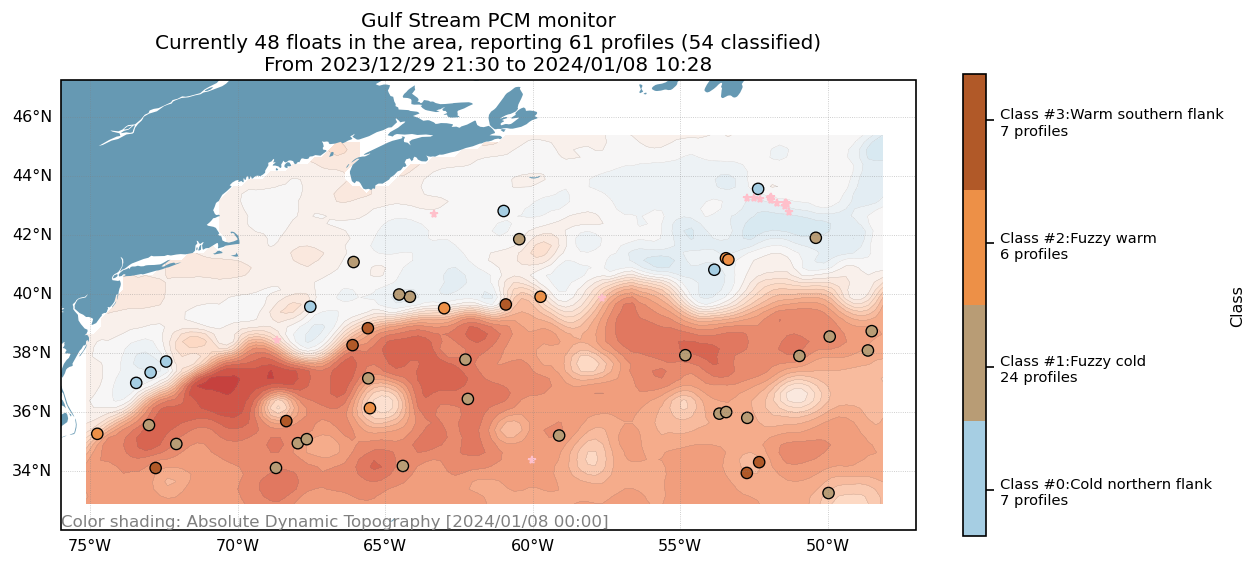 Gulf Stream PCM monitor
Currently 48 floats in the area, reporting 61 profiles (54 classified)
From 2023/12/29 21:30 to 2024/01/08 10:28
46°N
44°N
42°N
40°N
38°N
36°N
34°N
Color shading: Absolute Dynamic Topography [2024/01/08 00:00]
75°W
70°W
65°W
60°W
55°W
50°W
Class #3:Warm southern flank
7 profiles
Class #2:Fuzzy warm
6 profiles
Class #1:Fuzzy cold
24 profiles
Class #0:Cold northern flank
7 profiles
Class